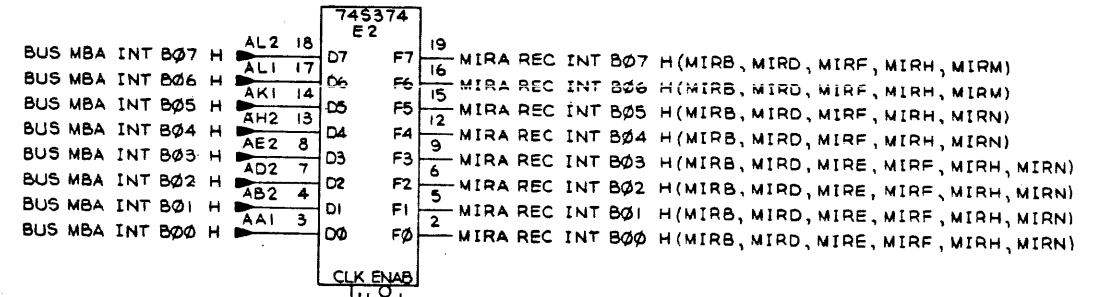 74S374
E2
BUS MBA INT BØ7 H AL2 18 D7 F7 19 MIRA REC INT BØ7 H(MIRB, MIRD, MIRF, MIRH, MIRM)
BUS MBA INT BØ6 H AL1 17 D6 F6 16 MIRA REC INT BØ6 H(MIRB, MIRD, MIRF, MIRH, MIRM)
BUS MBA INT BØ5 H AK1 14 D5 F5 15 MIRA REC INT BØ5 H(MIRB, MIRD, MIRF, MIRH, MIRN)
BUS MBA INT BØ4 H AH2 13 D4 F4 12 MIRA REC INT BØ4 H(MIRB, MIRD, MIRF, MIRH, MIRN)
BUS MBA INT BØ3 H AE2 8 D3 F3 9 MIRA REC INT BØ3 H(MIRB, MIRD, MIRE, MIRF, MIRH, MIRN)
BUS MBA INT BØ2 H AD2 7 D2 F2 6 MIRA REC INT BØ2 H(MIRB, MIRD, MIRE, MIRF, MIRH, MIRN)
BUS MBA INT BØ1 H AB2 4 D1 F1 5 MIRA REC INT BØ1 H(MIRB, MIRD, MIRE, MIRF, MIRH, MIRN)
BUS MBA INT BØØ H AA1 3 DØ FØ 2 MIRA REC INT BØØ H(MIRB, MIRD, MIRE, MIRF, MIRH, MIRN)
CLK ENAB